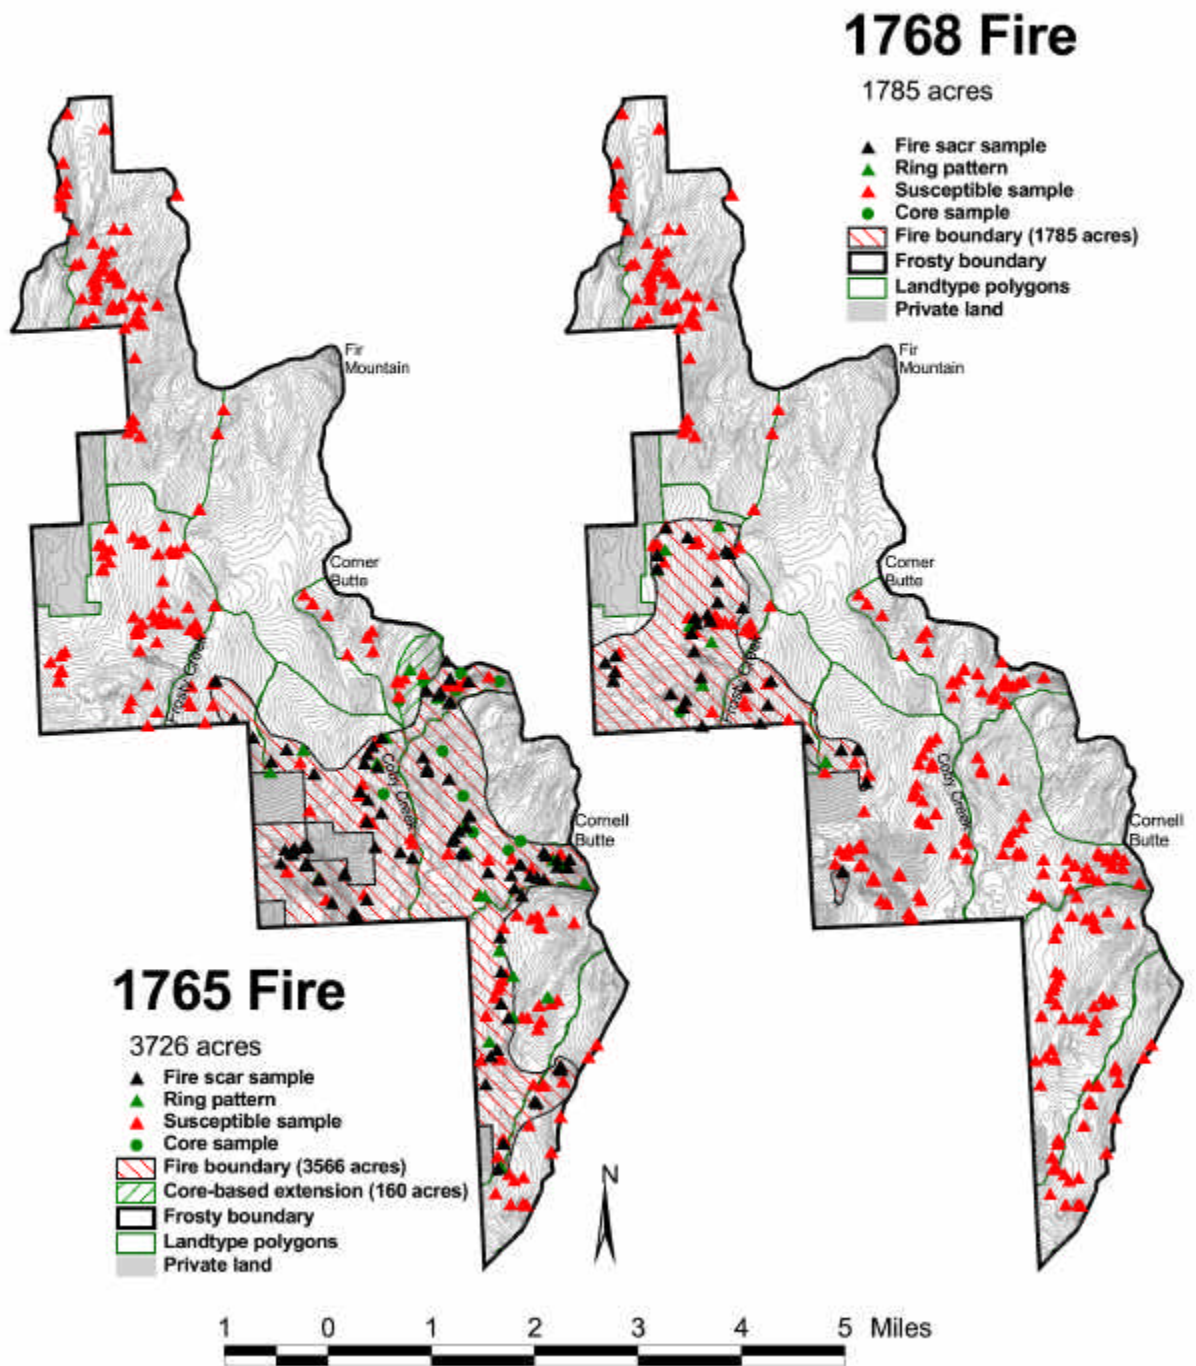 1768 Fire
1785 acres
Fire sacr sample
Ring pattern
Susceptible sample
Core sample
Fire boundary (1785 acres)
Frosty boundary
Landtype polygons
Private land
Fir
Mountain
Fir
Mountain
Corner
Butte
Corner
Butte
Frosty Creek
Frosty Creek
Coby Creek
Coby Creek
Cornell
Butte
Cornell
Butte
1765 Fire
3726 acres
Fire scar sample
Ring pattern
Susceptible sample
Core sample
Fire boundary (3566 acres)
Core-based extension (160 acres)
Frosty boundary
Landtype polygons
Private land
N
1 0 1 2 3 4 5 Miles